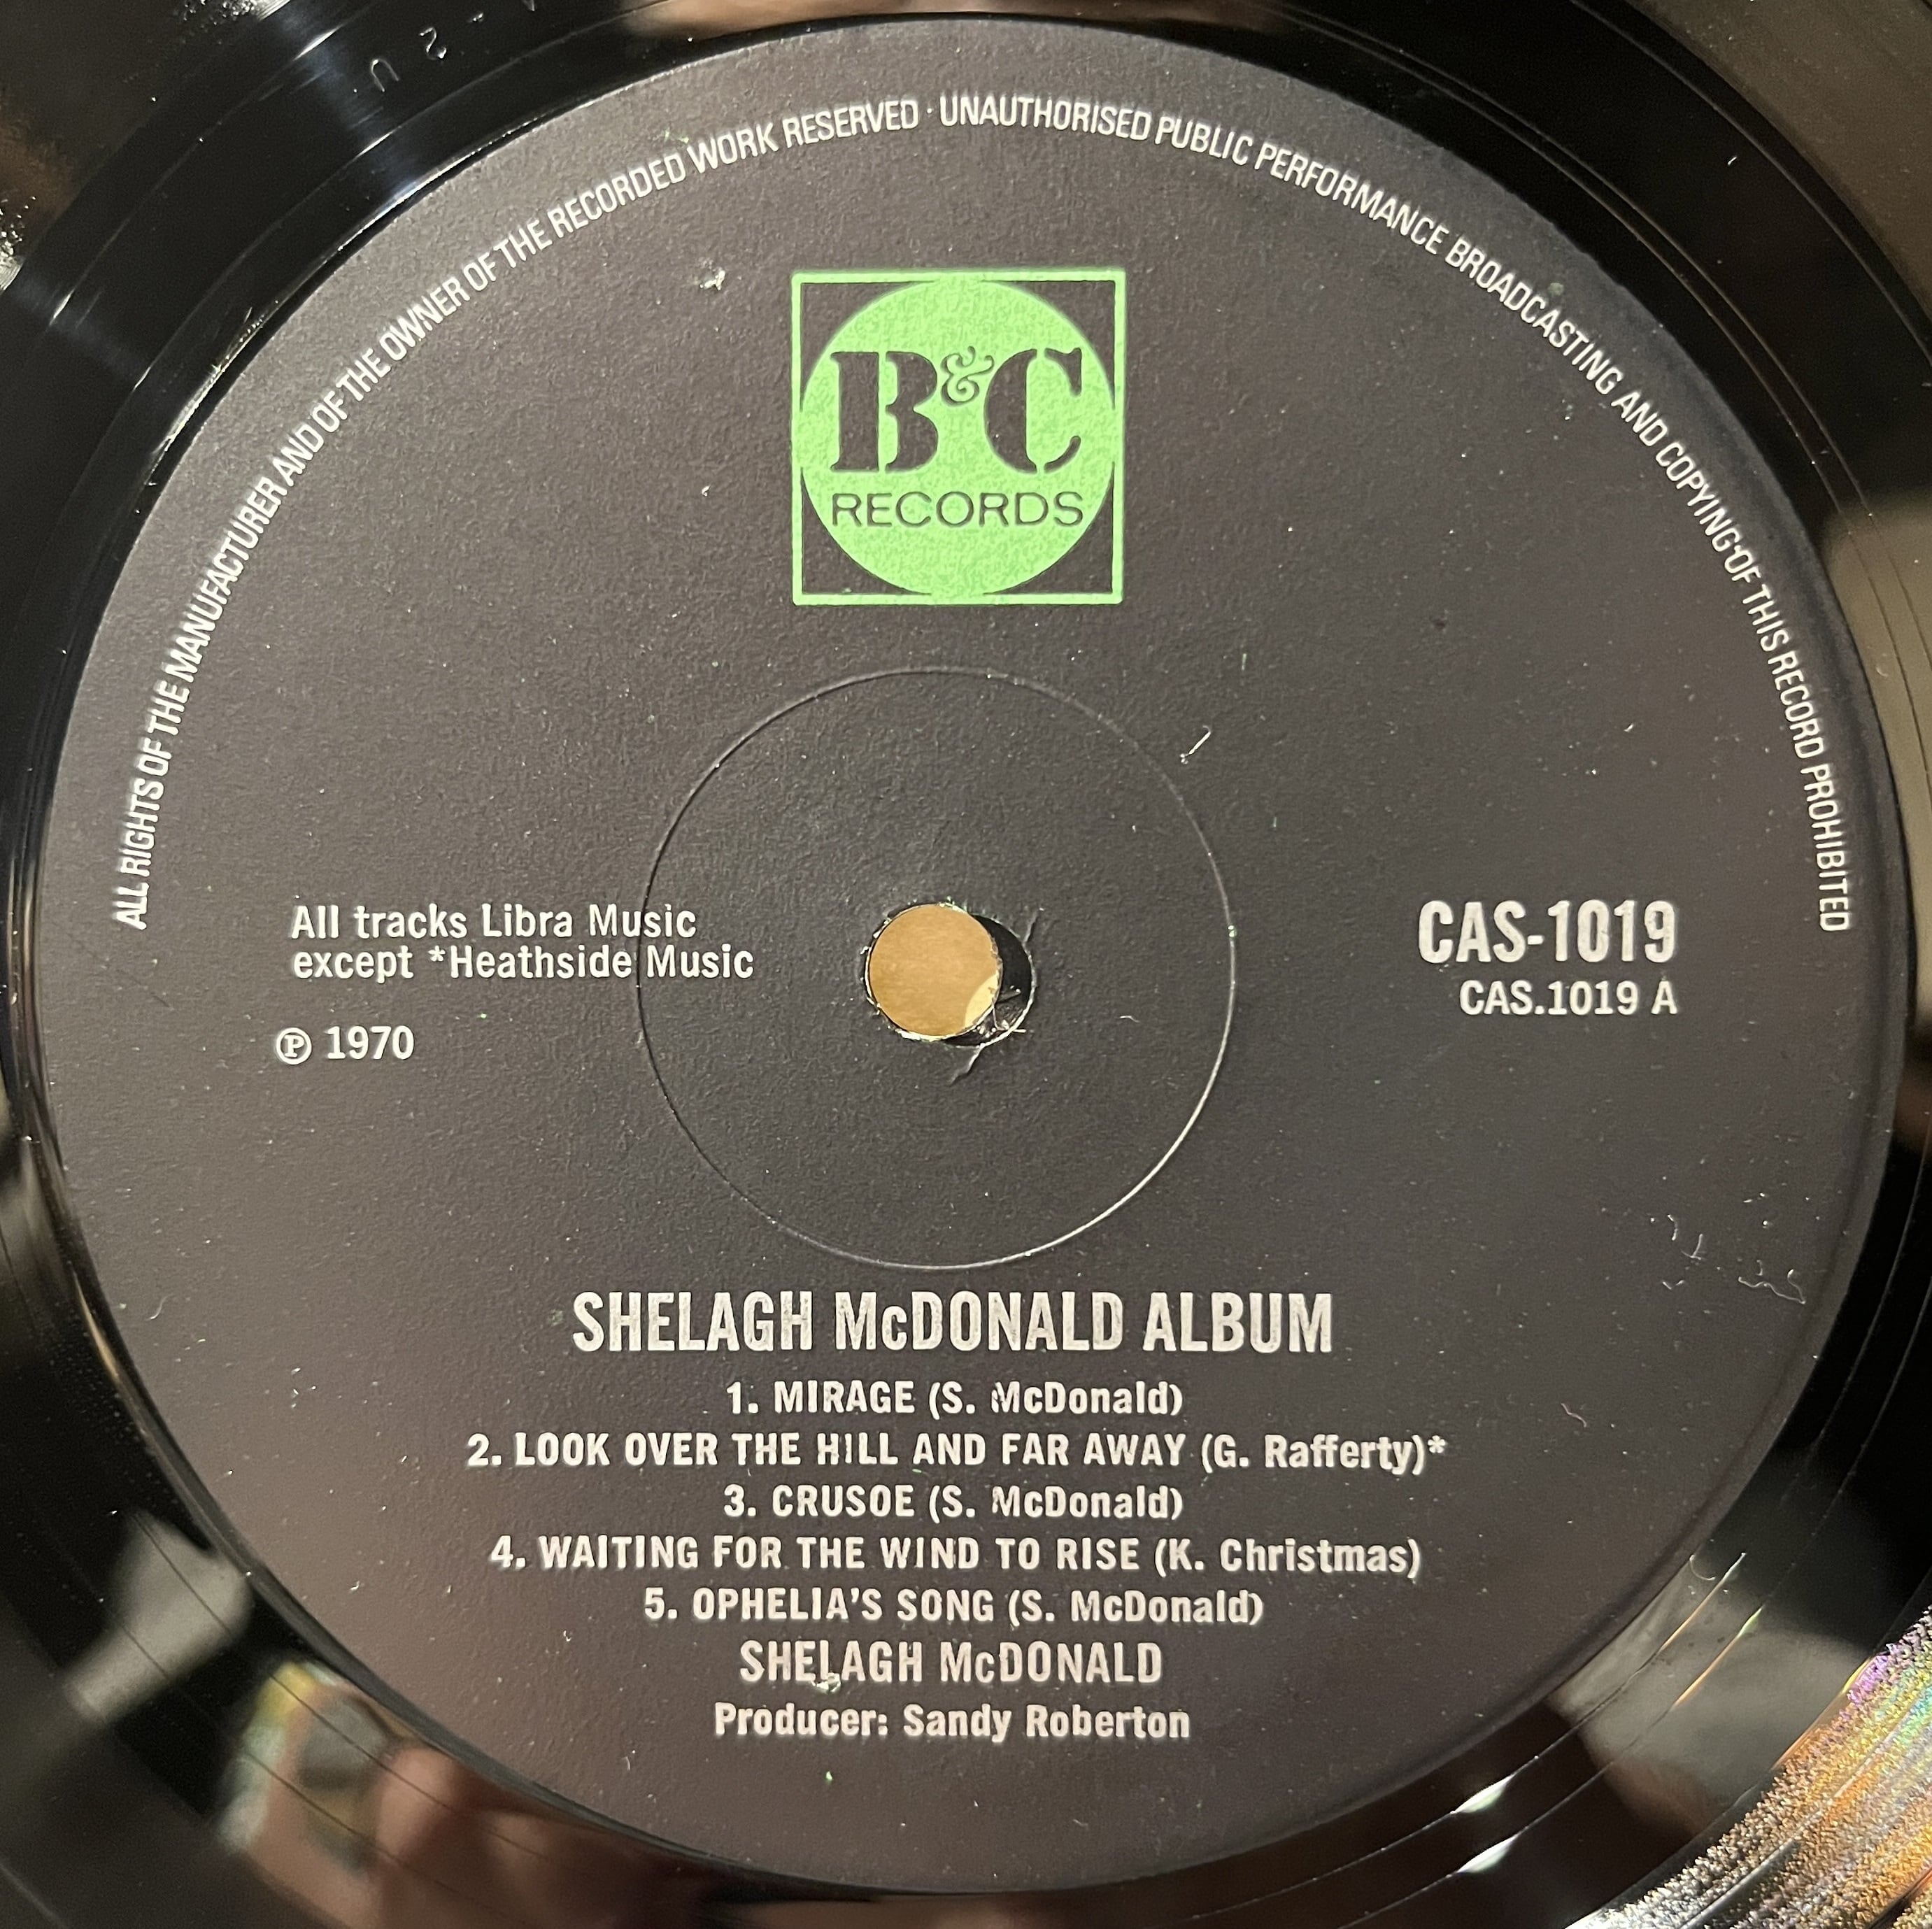 ALL RIGHTS OF THE MANUFACTURER AND OF THE OWNER OF THE RECORDED WORK RESERVED · UNAUTHORISED PUBLIC PERFORMANCE BROADCASTING AND COPYING OF THIS RECORD PROHIBITED
B&C
RECORDS
All tracks Libra Music
except *Heathside Music
℗ 1970
CAS-1019
CAS.1019 A
SHELAGH McDONALD ALBUM
1. MIRAGE (S. McDonald)
2. LOOK OVER THE HILL AND FAR AWAY (G. Rafferty)*
3. CRUSOE (S. McDonald)
4. WAITING FOR THE WIND TO RISE (K. Christmas)
5. OPHELIA'S SONG (S. McDonald)
SHELAGH McDONALD
Producer: Sandy Roberton